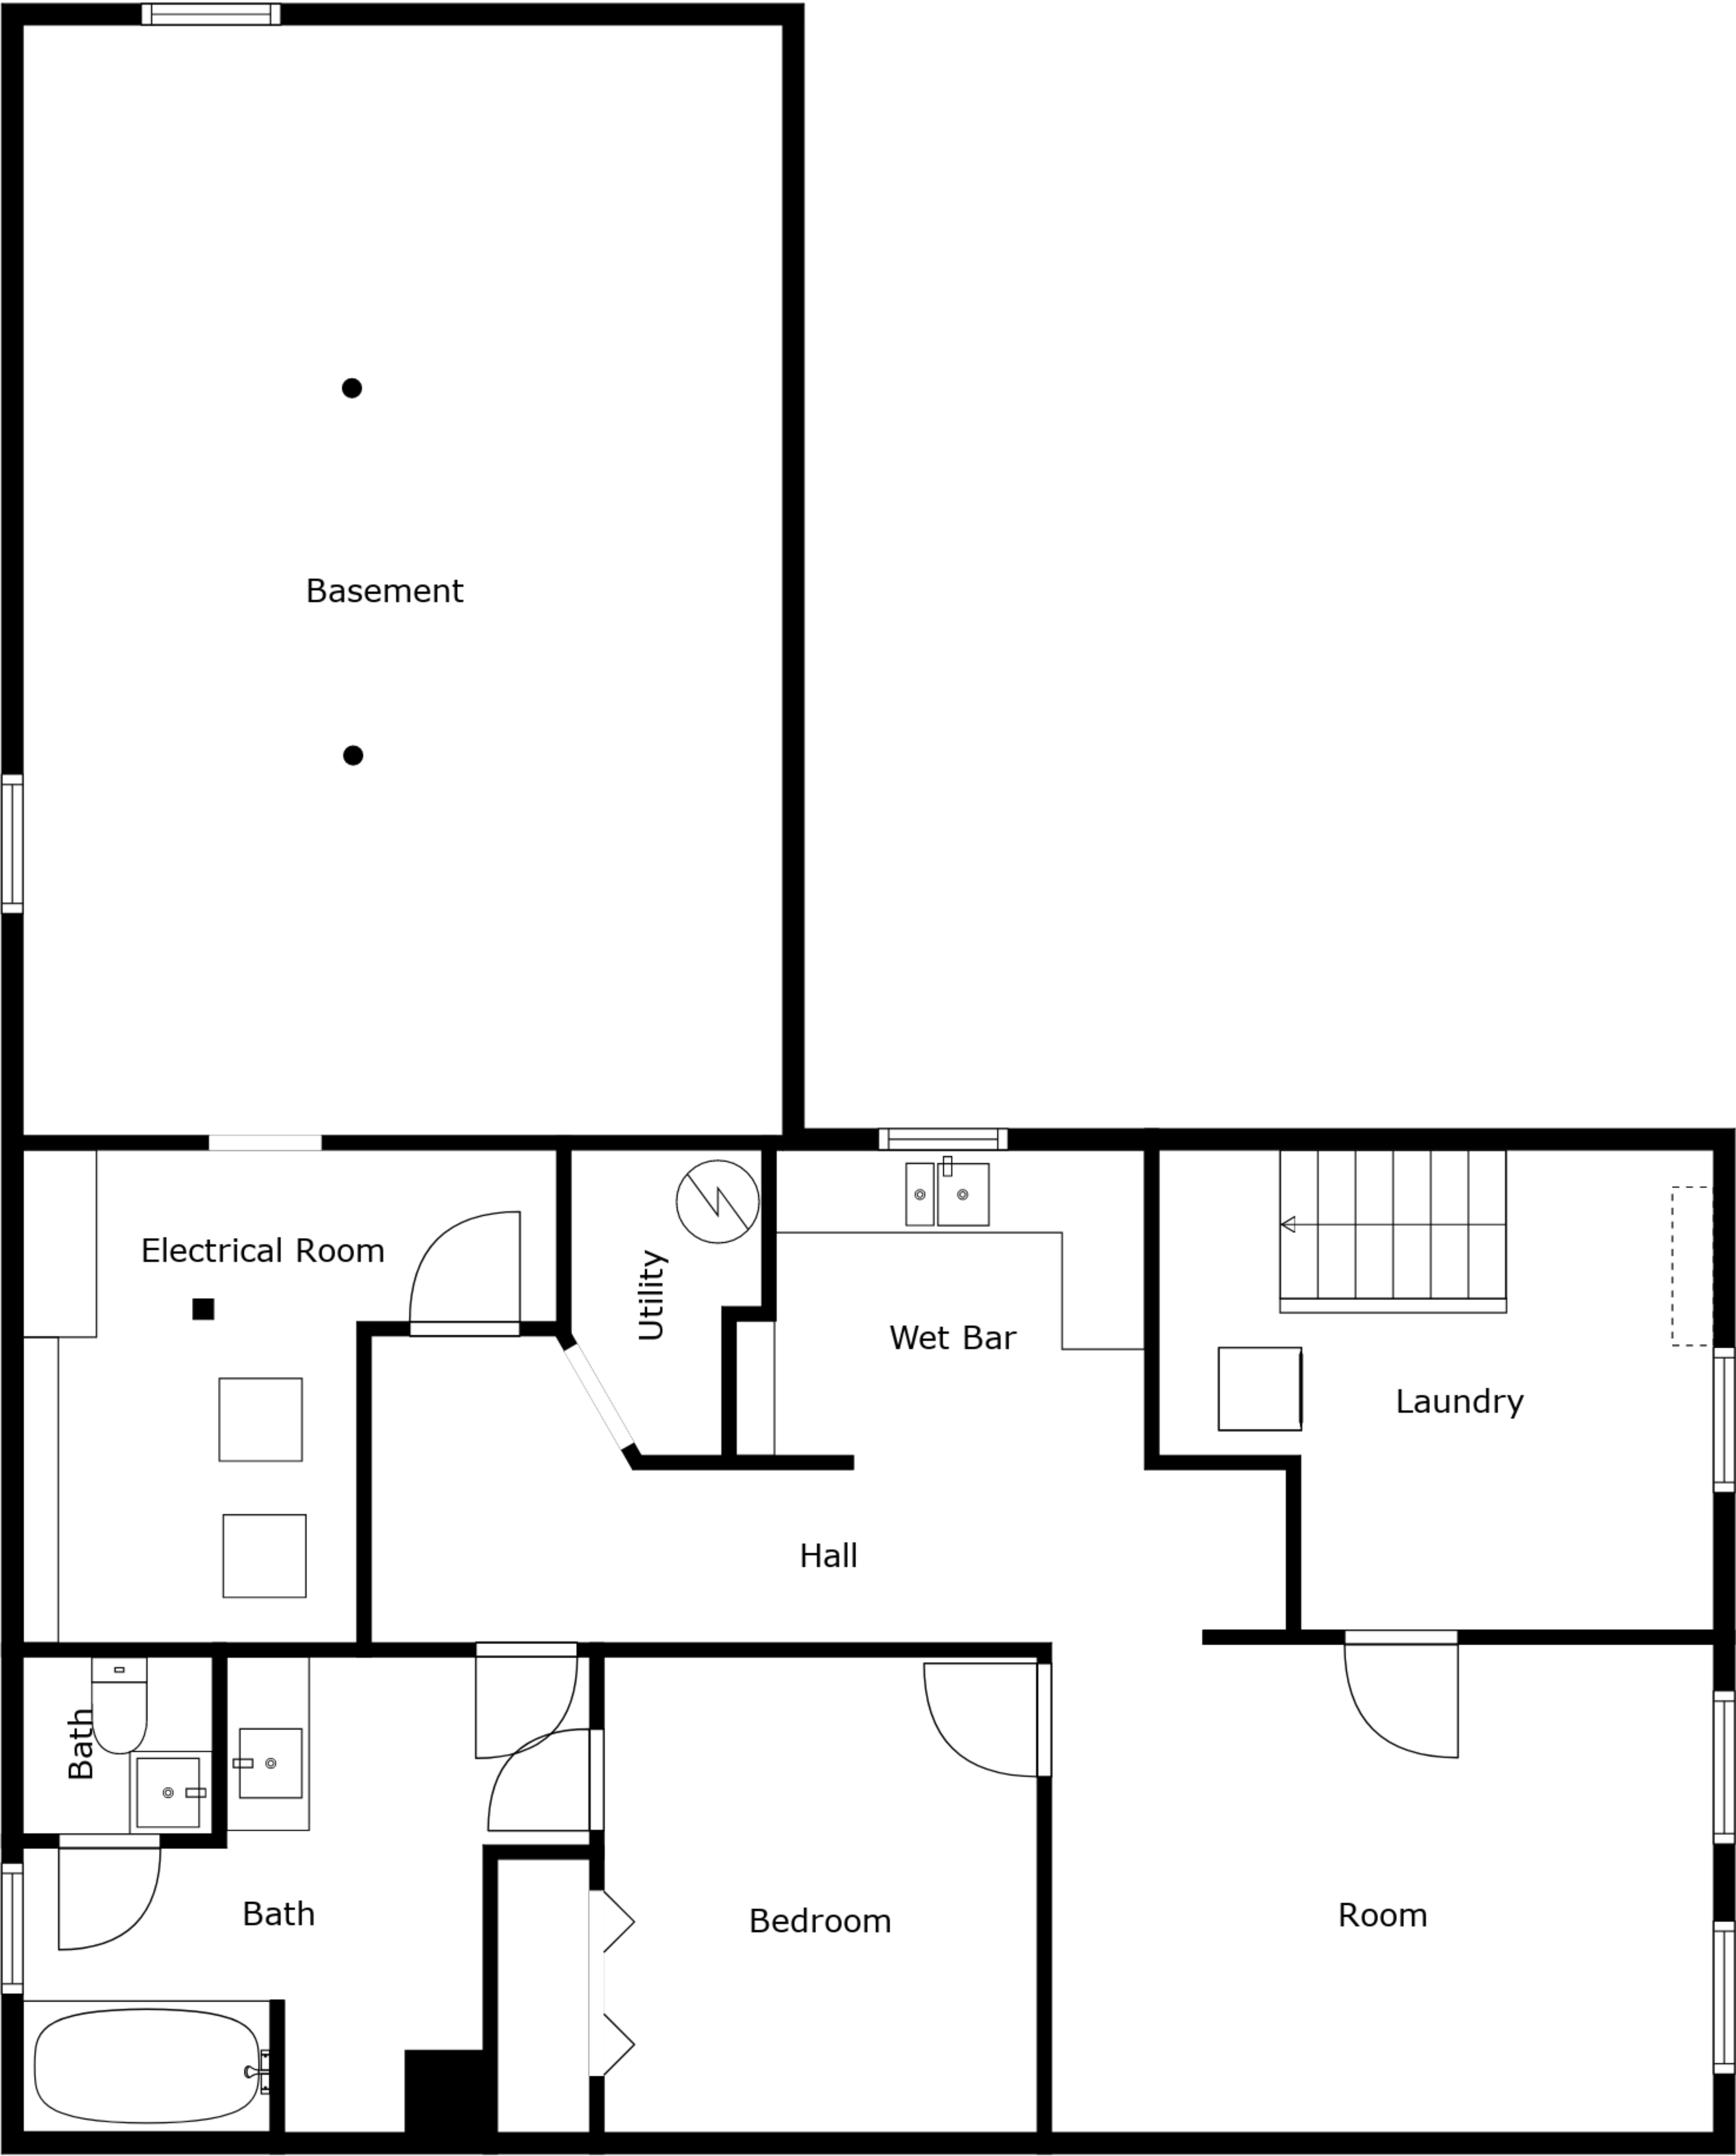 Basement
Electrical Room
Utility
Wet Bar
Laundry
Hall
Bath
Bath
Bedroom
Room